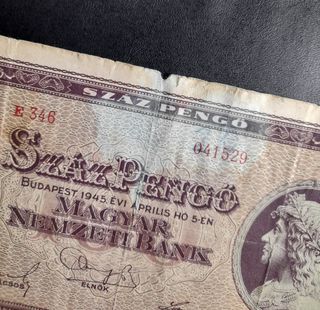 SZÁZ PENGŐ
E 346
041529
SZÁZ PENGŐ
BUDAPEST 1945. ÉVI ÁPRILIS HÓ 5-ÉN
MAGYAR
NEMZETI BANK
ELNÖK